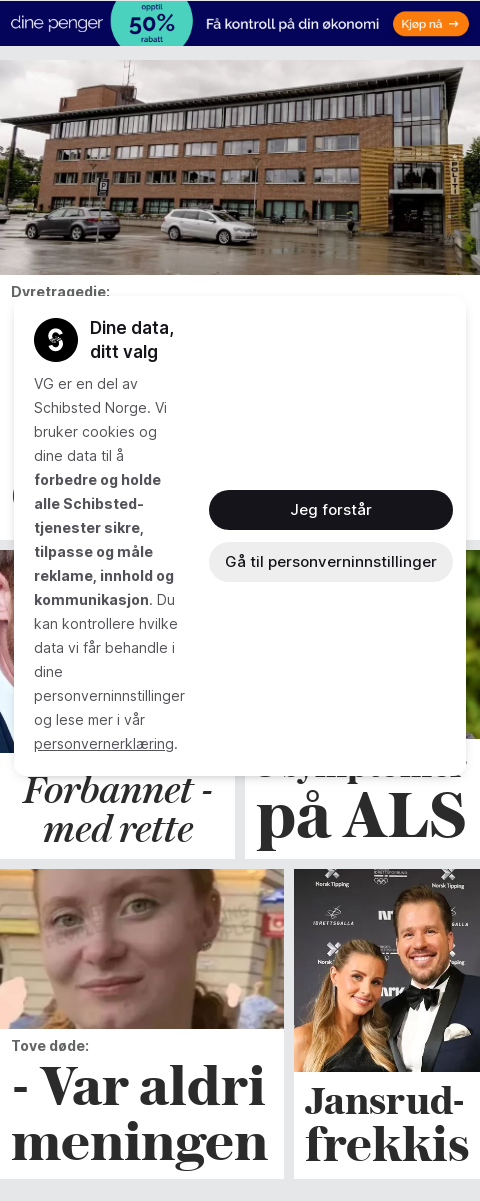 dine penger
opptil
50%
rabatt
Få kontroll på din økonomi
Kjøp nå →
POLITI
Dyretragedie:
Dine data,
ditt valg
VG er en del av
Schibsted Norge. Vi
bruker cookies og
dine data til å
forbedre og holde
alle Schibsted-
tjenester sikre,
tilpasse og måle
reklame, innhold og
kommunikasjon. Du
kan kontrollere hvilke
data vi får behandle i
dine
personverninnstillinger
og lese mer i vår
personvernerklæring.
Jeg forstår
Gå til personverninnstillinger
Forbannet -
med rette
på ALS
Norsk Tipping
Norsk Tipping
IDRETTSGALLA
Tove døde:
- Var aldri
meningen
Jansrud-
frekkis